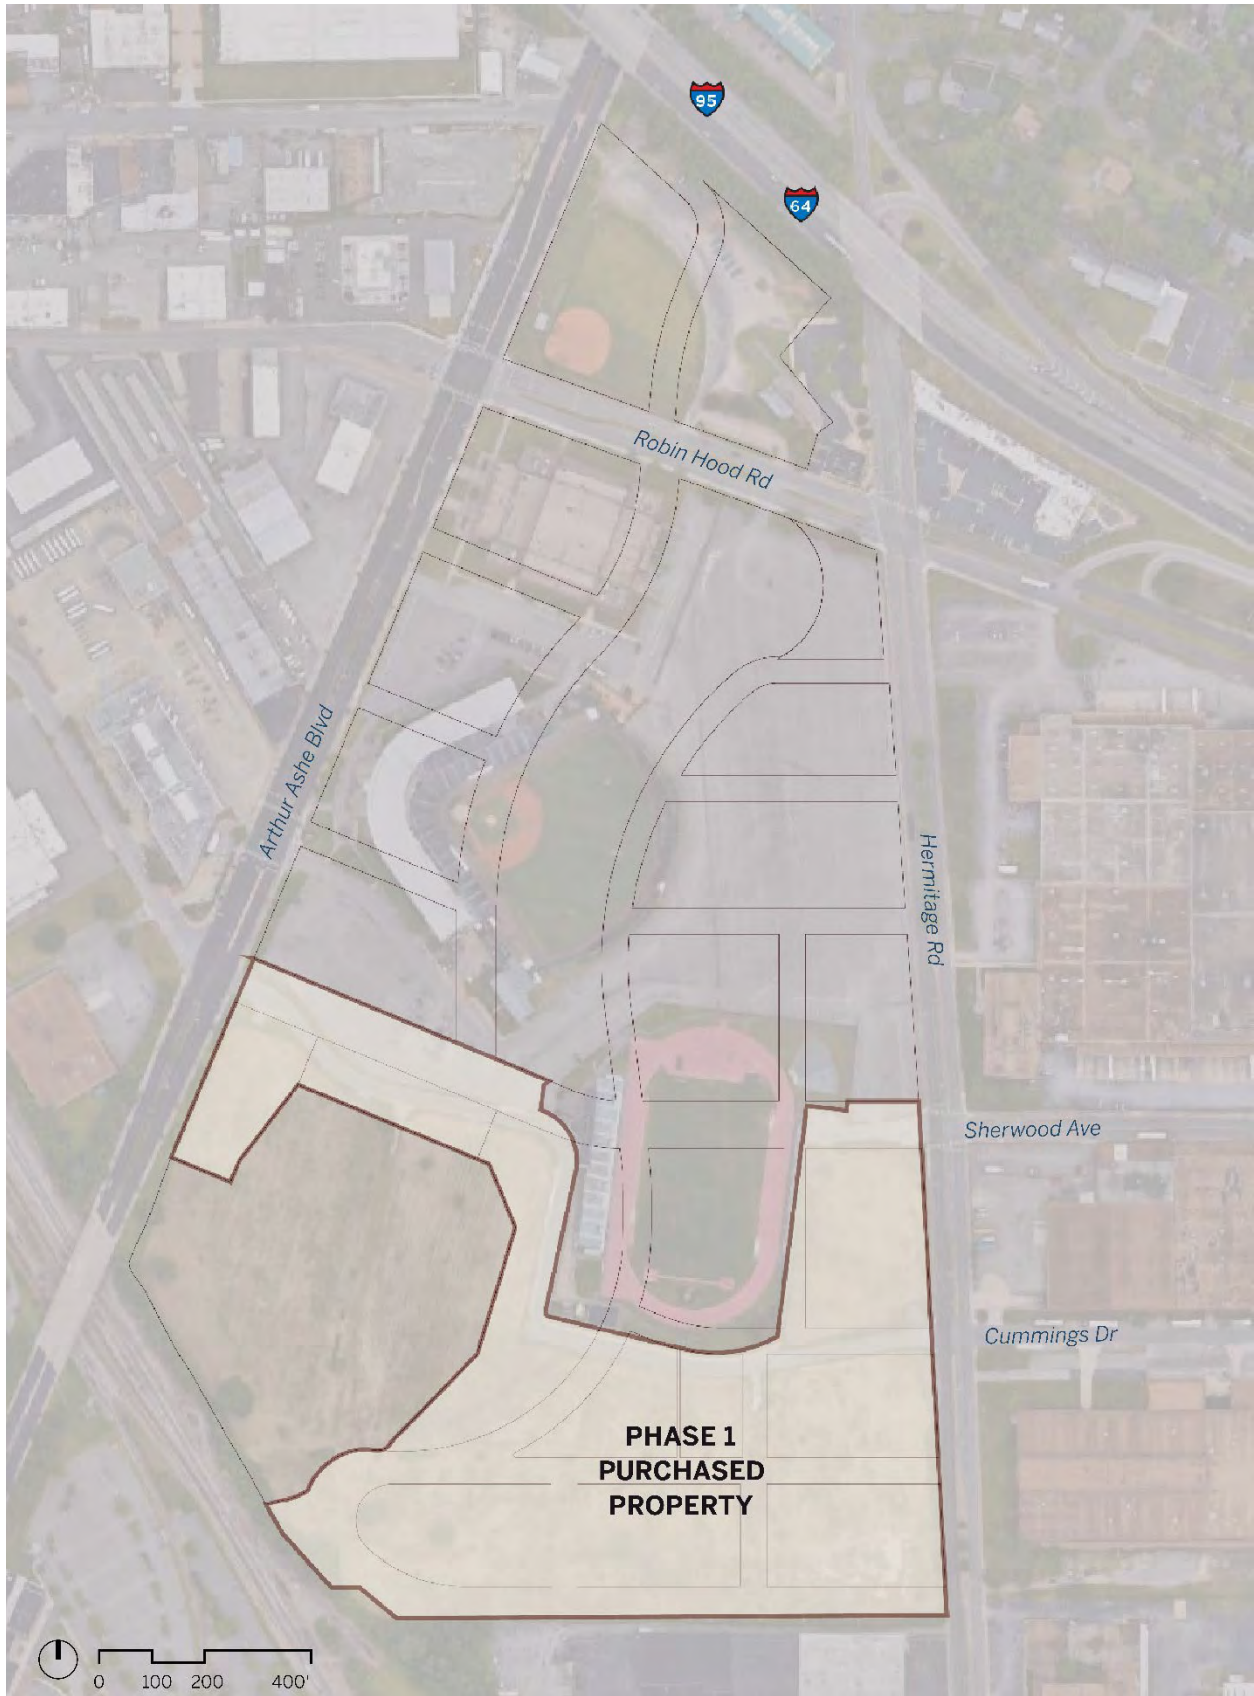 95
64
Robin Hood Rd
Arthur Ashe Blvd
Hermitage Rd
Sherwood Ave
Cummings Dr
PHASE 1
PURCHASED
PROPERTY
0 100 200 400'